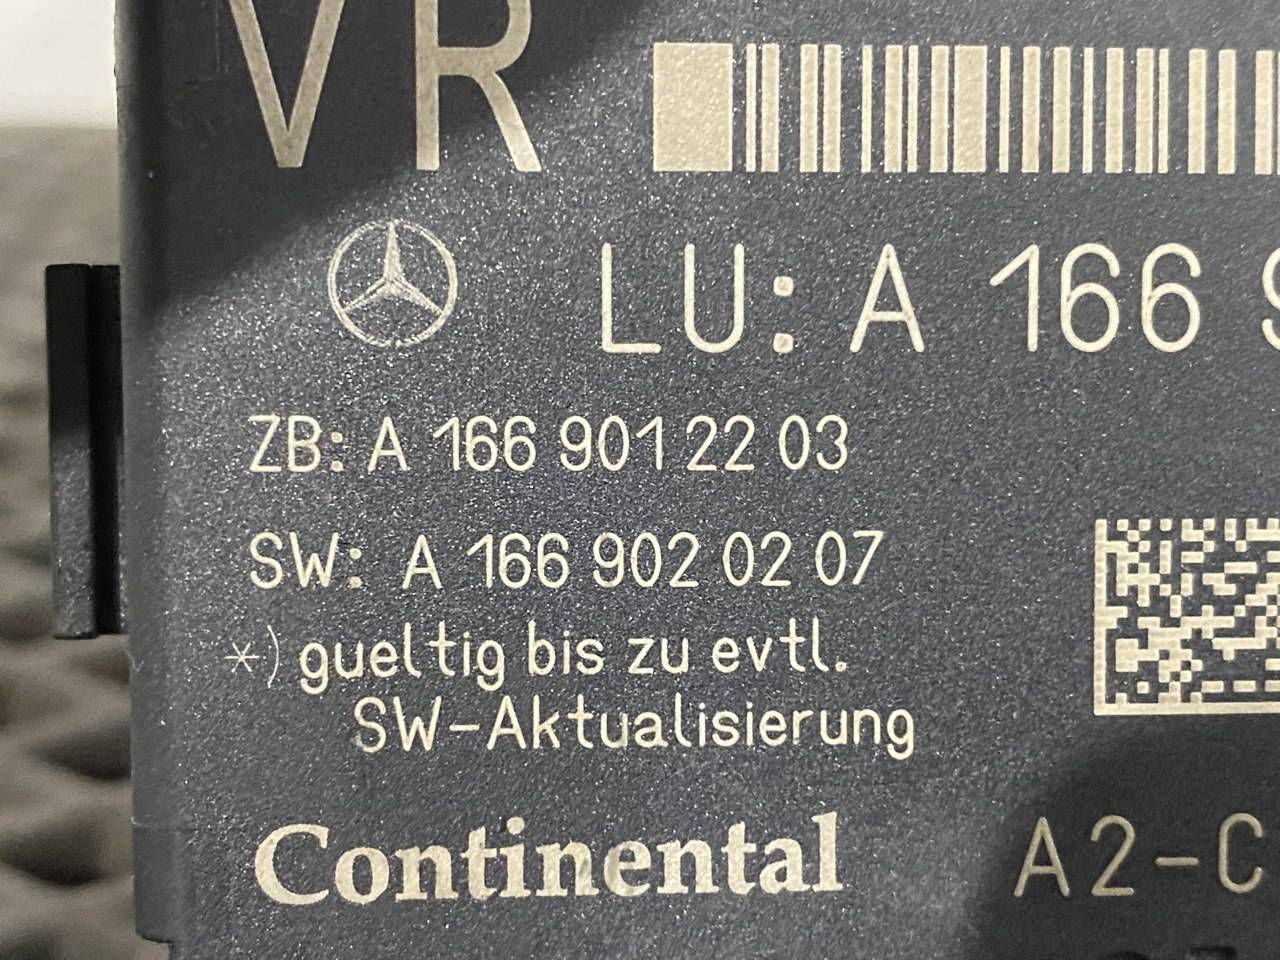 VR
LU: A 166
ZB: A 166 901 22 03
SW: A 166 902 02 07
*) gueltig bis zu evtl.
SW-Aktualisierung
Continental
A2-C